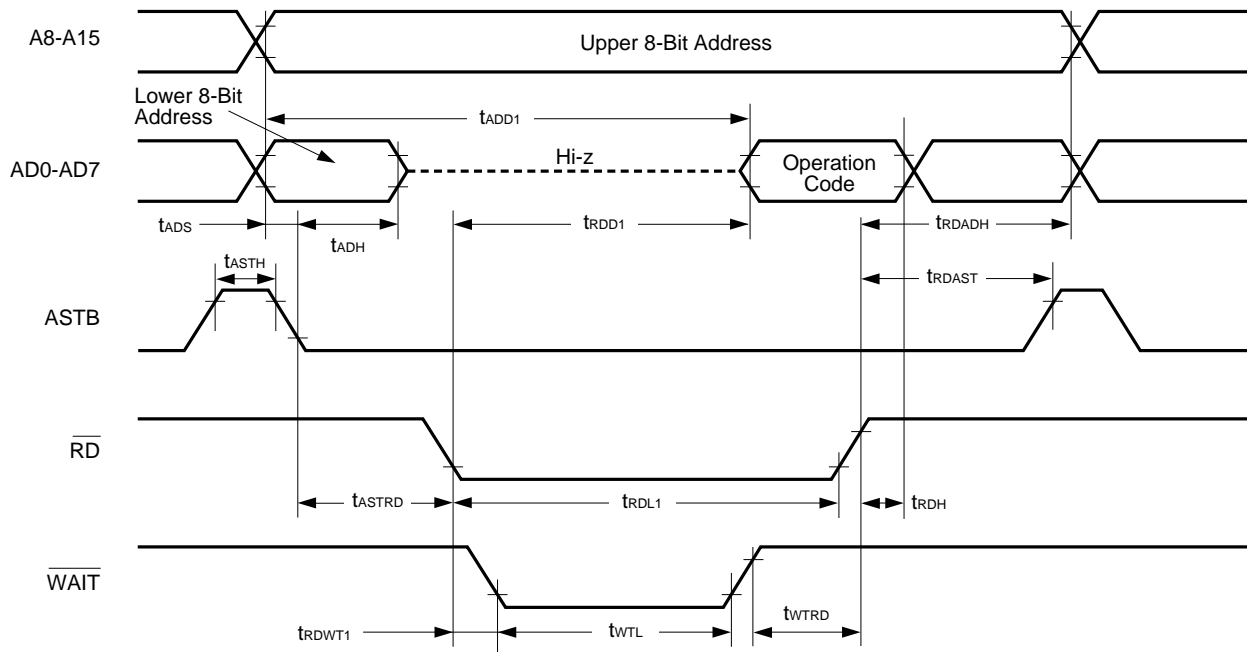 A8-A15
Upper 8-Bit Address
Lower 8-Bit
Address
tADD1
AD0-AD7
Hi-z
Operation
Code
tADS
tADH
tRDD1
tRDADH
tASTH
tRDAST
ASTB
RD
tASTRD
tRDL1
tRDH
WAIT
tRDWT1
tWTL
tWTRD